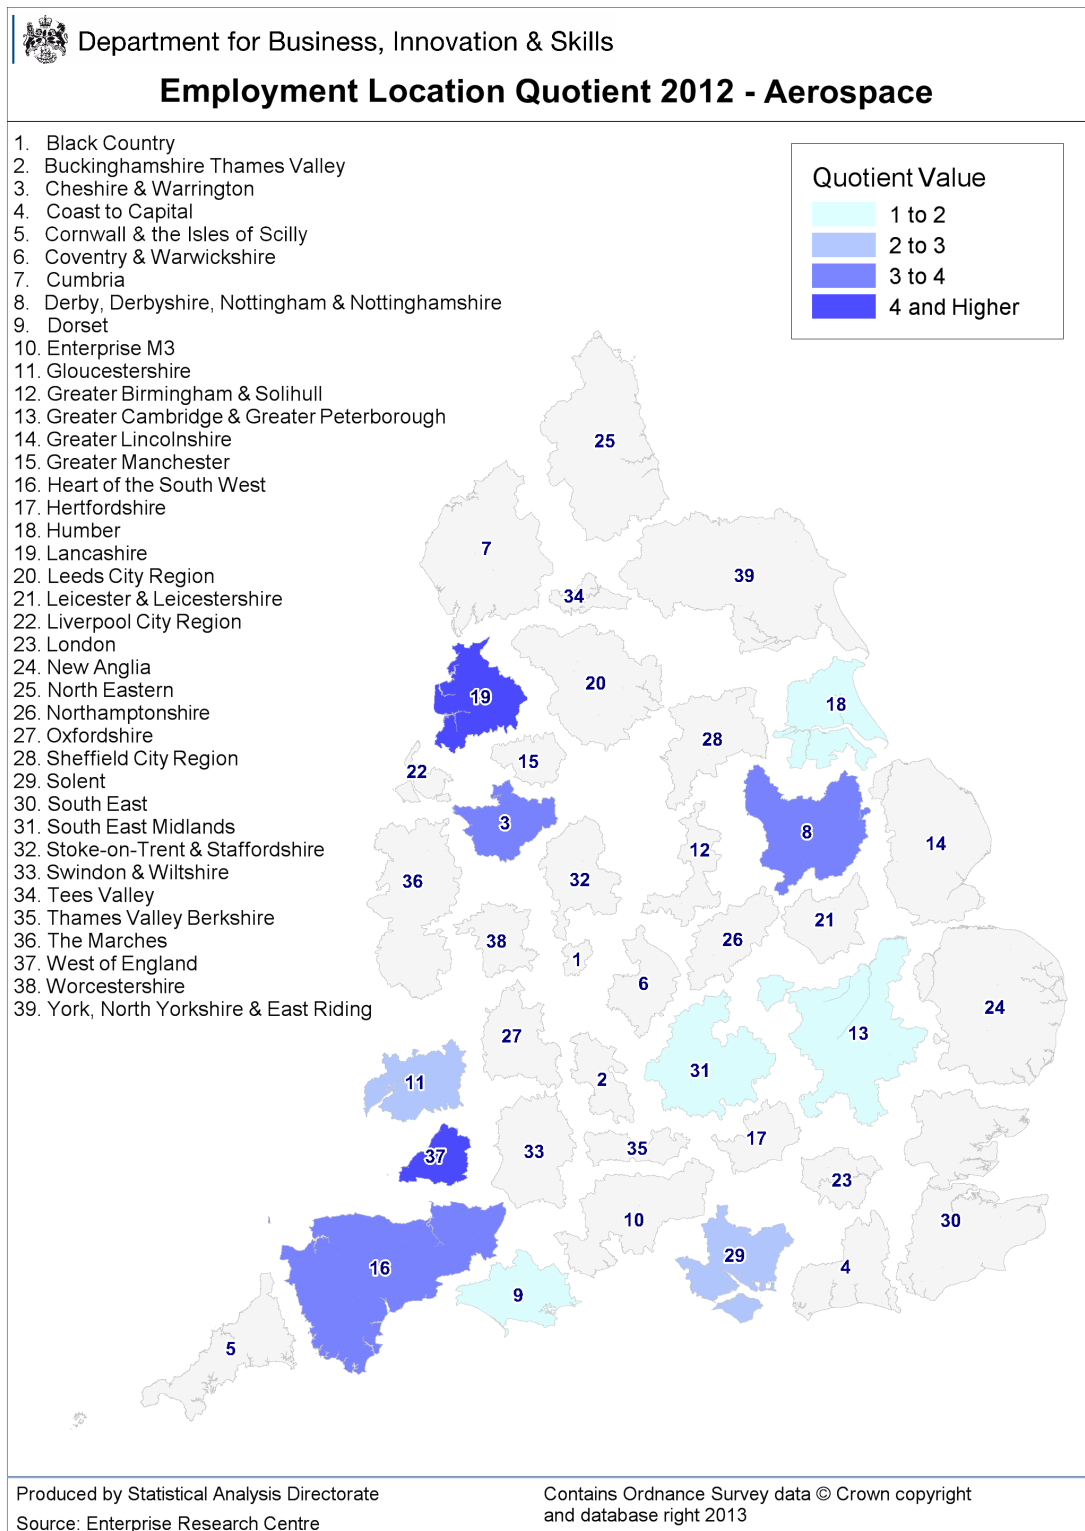 Department for Business, Innovation & Skills
Employment Location Quotient 2012 - Aerospace
1. Black Country
2. Buckinghamshire Thames Valley
3. Cheshire & Warrington
4. Coast to Capital
5. Cornwall & the Isles of Scilly
6. Coventry & Warwickshire
7. Cumbria
8. Derby, Derbyshire, Nottingham & Nottinghamshire
9. Dorset
10. Enterprise M3
11. Gloucestershire
12. Greater Birmingham & Solihull
13. Greater Cambridge & Greater Peterborough
14. Greater Lincolnshire
15. Greater Manchester
16. Heart of the South West
17. Hertfordshire
18. Humber
19. Lancashire
20. Leeds City Region
21. Leicester & Leicestershire
22. Liverpool City Region
23. London
24. New Anglia
25. North Eastern
26. Northamptonshire
27. Oxfordshire
28. Sheffield City Region
29. Solent
30. South East
31. South East Midlands
32. Stoke-on-Trent & Staffordshire
33. Swindon & Wiltshire
34. Tees Valley
35. Thames Valley Berkshire
36. The Marches
37. West of England
38. Worcestershire
39. York, North Yorkshire & East Riding
Quotient Value
1 to 2
2 to 3
3 to 4
4 and Higher
25
7
39
34
20
19
18
28
15
22
3
8
12
14
36
32
21
38
26
1
6
24
13
27
31
11
2
17
33
35
37
23
10
30
29
16
4
9
5
Produced by Statistical Analysis Directorate
Source: Enterprise Research Centre
Contains Ordnance Survey data © Crown copyright
and database right 2013